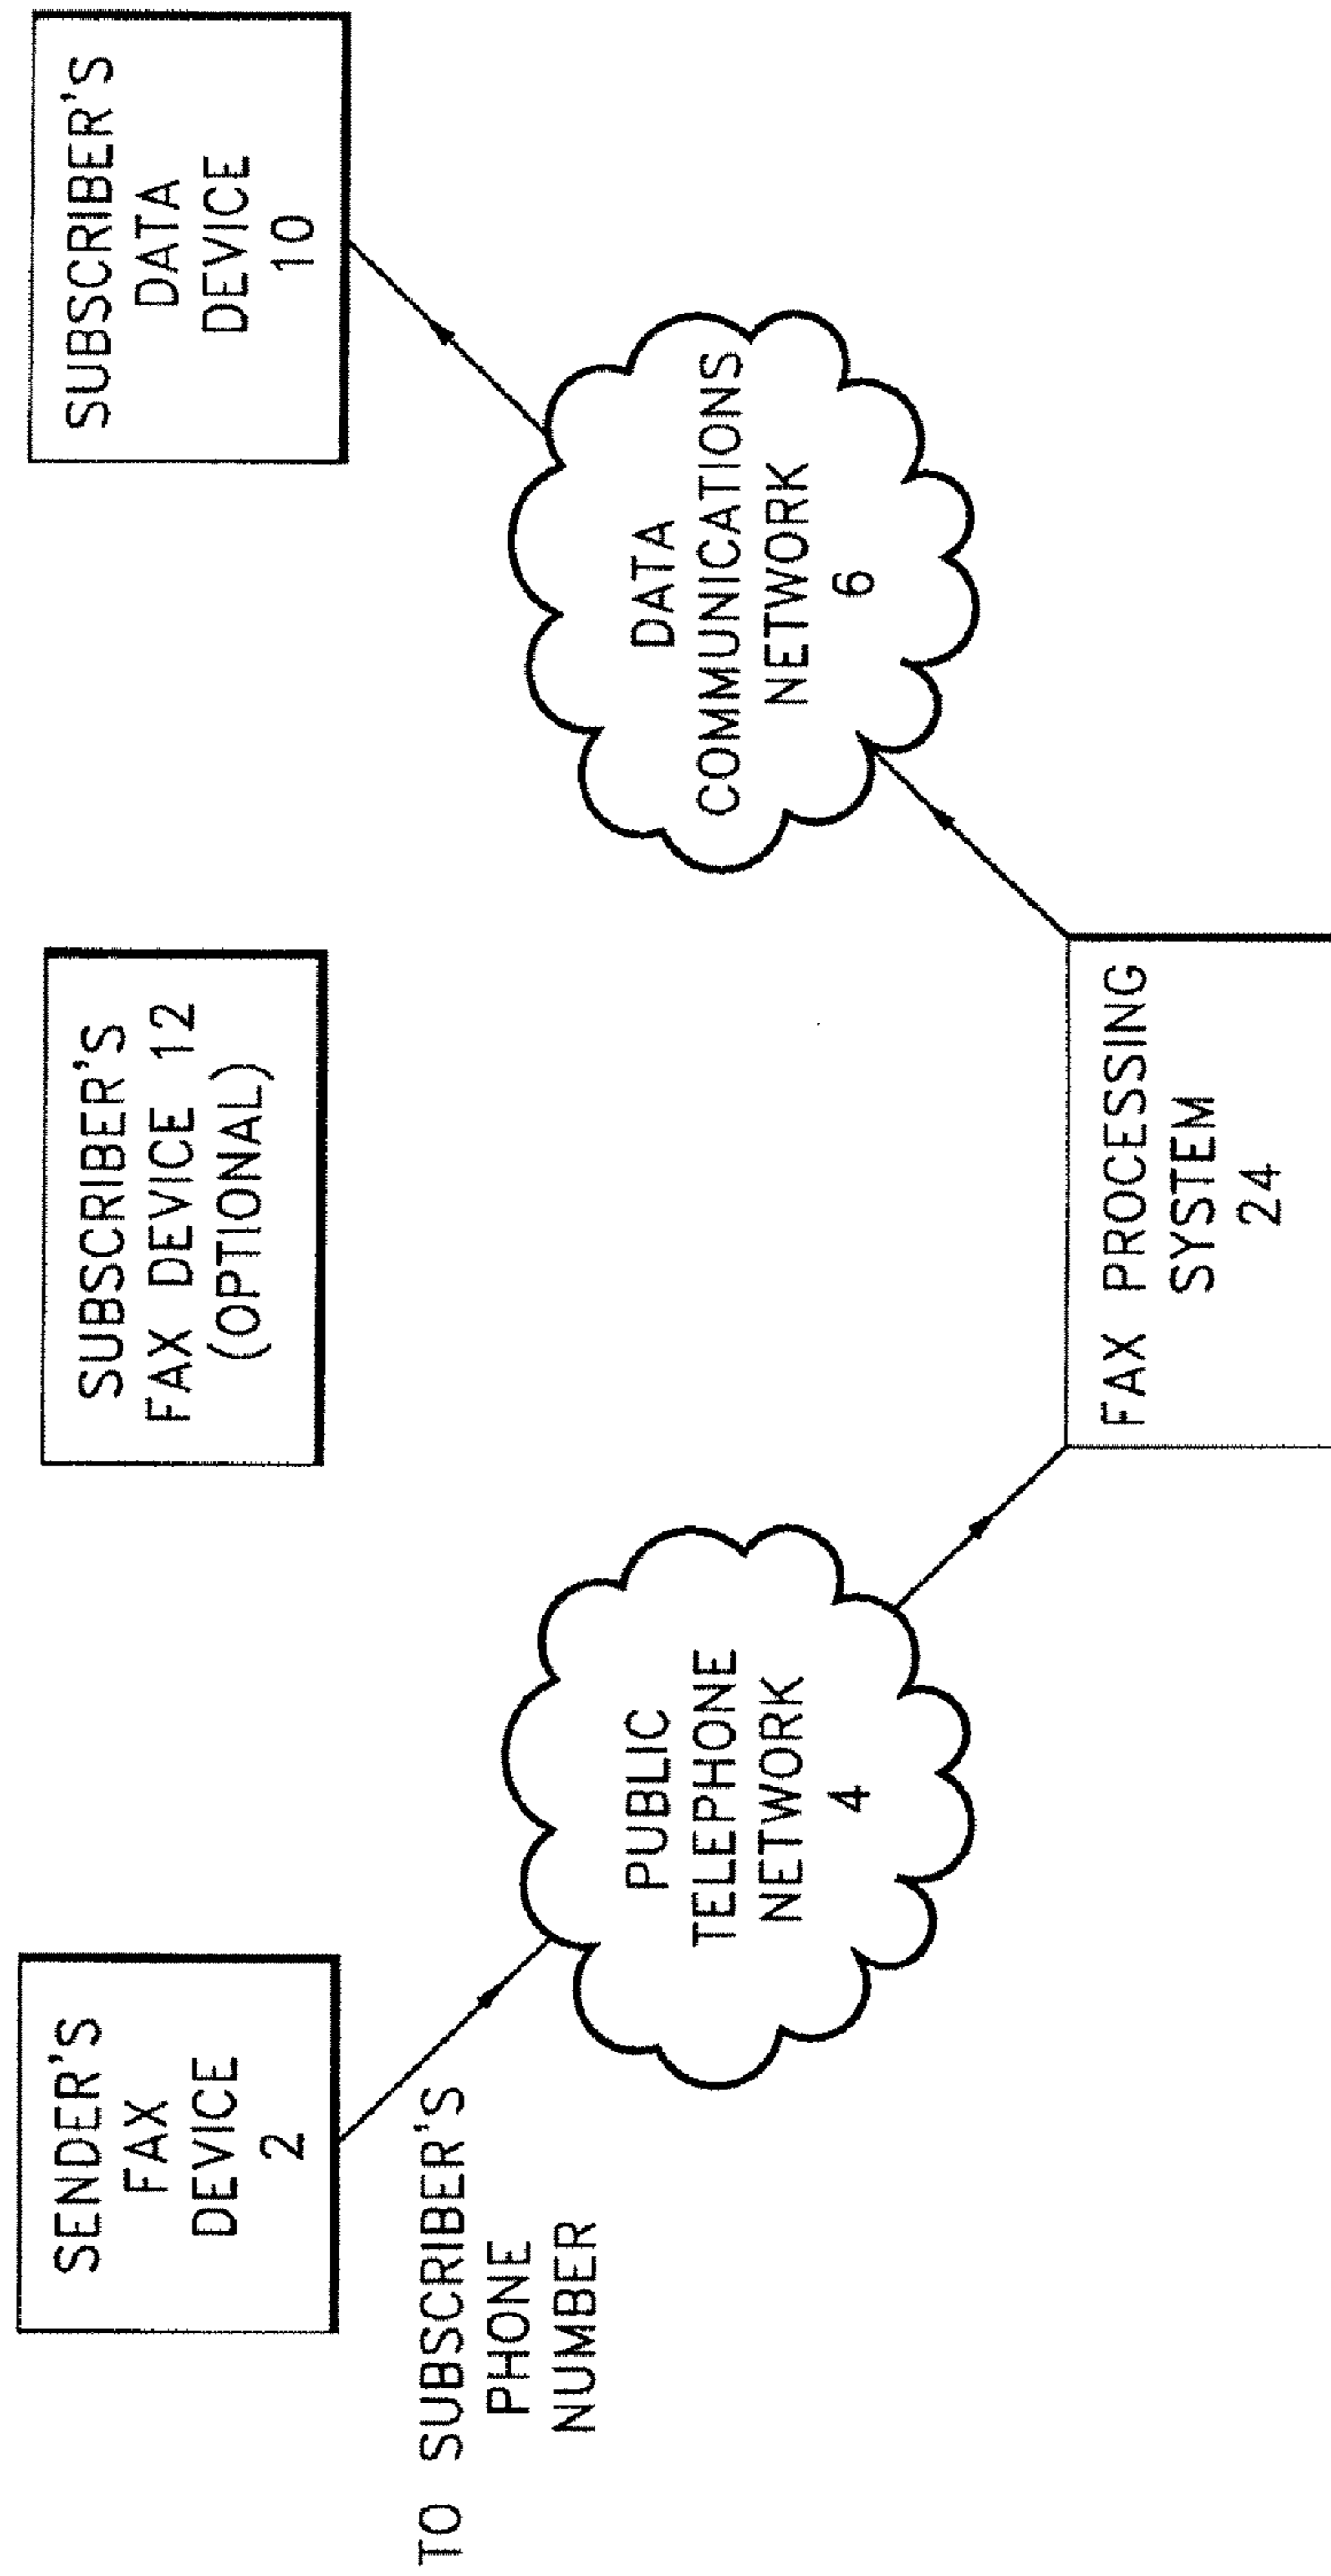 SENDER'S
FAX
DEVICE
2
TO SUBSCRIBER'S
PHONE
NUMBER
PUBLIC
TELEPHONE
NETWORK
4
SUBSCRIBER'S
FAX DEVICE 12
(OPTIONAL)
FAX PROCESSING
SYSTEM
24
DATA
COMMUNICATIONS
NETWORK
6
SUBSCRIBER'S
DATA
DEVICE
10